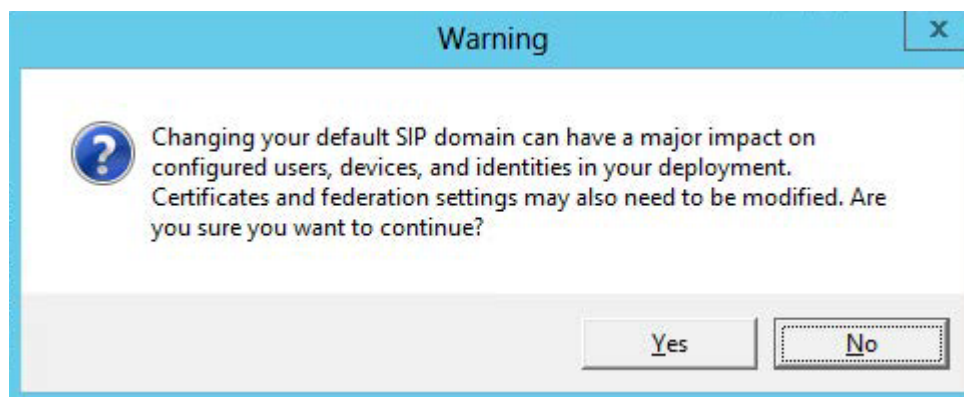 Warning
x
Changing your default SIP domain can have a major impact on
configured users, devices, and identities in your deployment.
Certificates and federation settings may also need to be modified. Are
you sure you want to continue?
Yes
No